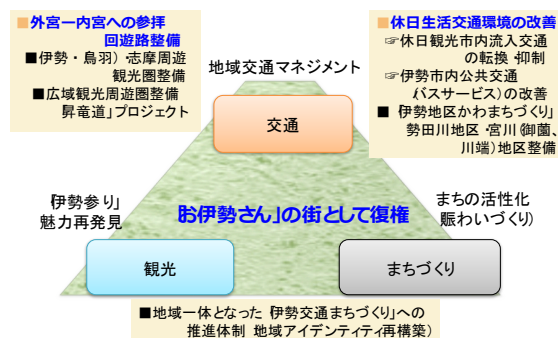 ■外宮ー内宮への参拝
回遊路整備
■伊勢・鳥羽）・志摩周遊
観光圏整備
■広域観光周遊圏整備
昇竜道」プロジェクト
地域交通マネジメント
■休日生活交通環境の改善
☞休日観光市内流入交通
の転換・抑制
☞伊勢市内公共交通
（バスサービス）の改善
■「伊勢地区かわまちづくり」
勢田川地区・宮川（御薗、
川端）地区整備
交通
「伊勢参り」
魅力再発見
「お伊勢さん」の街として復権
まちの活性化
賑わいづくり）
観光
まちづくり
■地域一体となった「伊勢交通まちづくり」への
推進体制 地域アイデンティティ再構築）